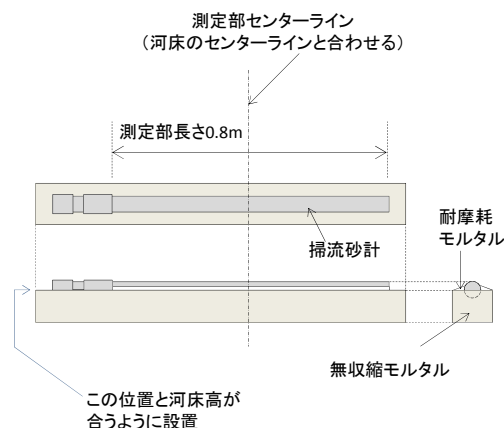 測定部センターライン
（河床のセンターラインと合わせる）
測定部長さ0.8m
掃流砂計
耐摩耗
モルタル
無収縮モルタル
この位置と河床高が
合うように設置